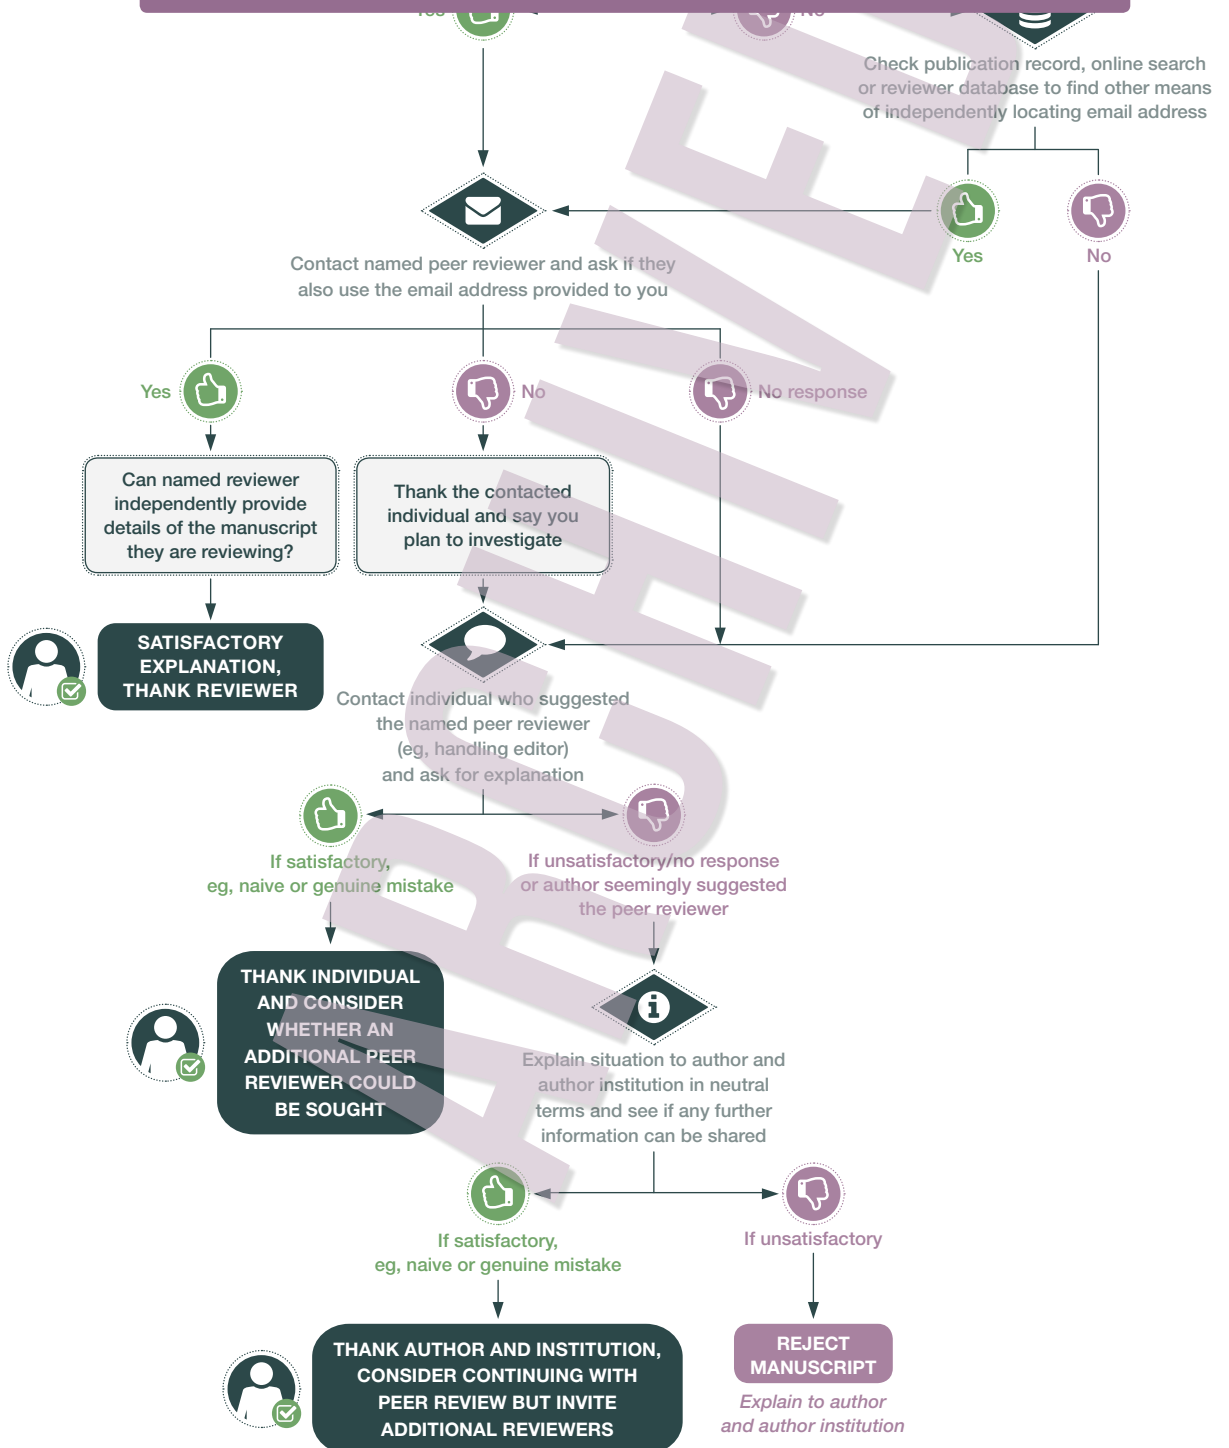 Yes
No
Check publication record, online search
or reviewer database to find other means
of independently locating email address
Yes
No
Contact named peer reviewer and ask if they
also use the email address provided to you
Yes
No
No response
Can named reviewer
independently provide
details of the manuscript
they are reviewing?
Thank the contacted
individual and say you
plan to investigate
SATISFACTORY
EXPLANATION,
THANK REVIEWER
Contact individual who suggested
the named peer reviewer
(eg, handling editor)
and ask for explanation
If satisfactory,
eg, naive or genuine mistake
If unsatisfactory/no response
or author seemingly suggested
the peer reviewer
THANK INDIVIDUAL
AND CONSIDER
WHETHER AN
ADDITIONAL PEER
REVIEWER COULD
BE SOUGHT
Explain situation to author and
author institution in neutral
terms and see if any further
information can be shared
If satisfactory,
eg, naive or genuine mistake
If unsatisfactory
THANK AUTHOR AND INSTITUTION,
CONSIDER CONTINUING WITH
PEER REVIEW BUT INVITE
ADDITIONAL REVIEWERS
REJECT
MANUSCRIPT
Explain to author
and author institution
ARCHIVED